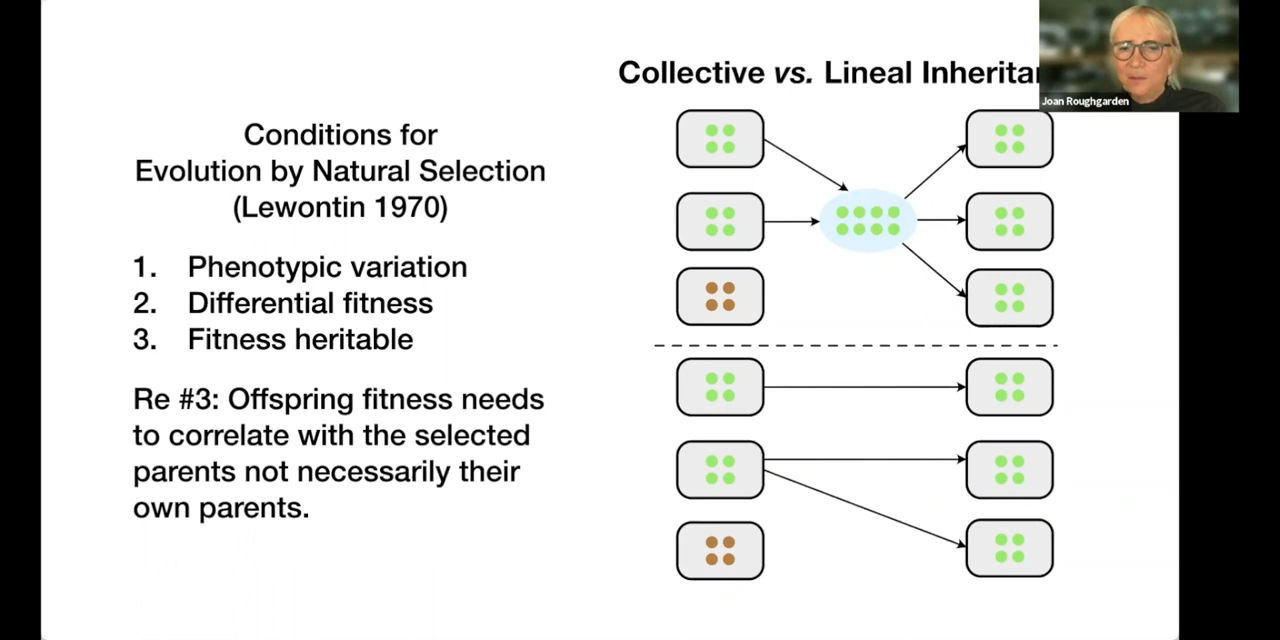 Collective vs. Lineal Inherita
Joan Roughgarden
Conditions for
Evolution by Natural Selection
(Lewontin 1970)
1. Phenotypic variation
2. Differential fitness
3. Fitness heritable
Re #3: Offspring fitness needs
to correlate with the selected
parents not necessarily their
own parents.